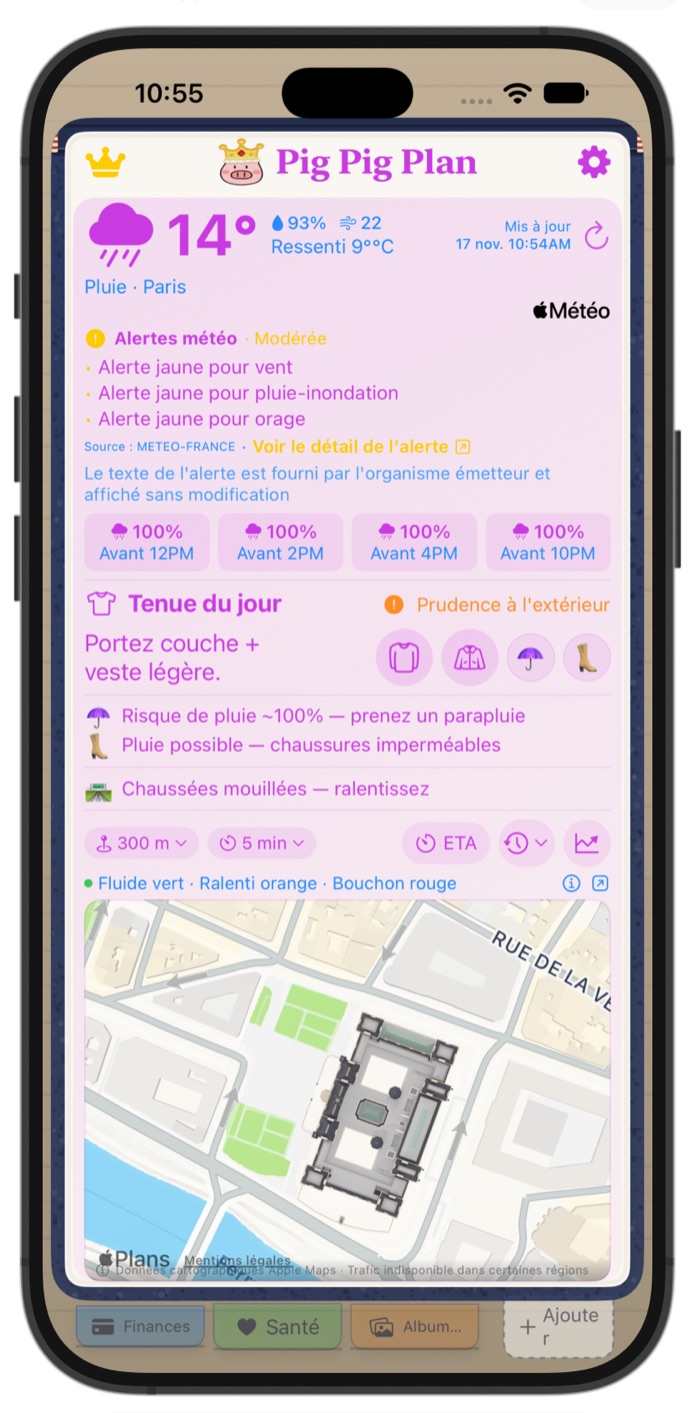 10:55
Pig Pig Plan
14° 93% 22
Ressenti 9°°C
Mis à jour
17 nov. 10:54AM
Pluie · Paris
Météo
Alertes météo · Modérée
· Alerte jaune pour vent
· Alerte jaune pour pluie-inondation
· Alerte jaune pour orage
Source : METEO-FRANCE · Voir le détail de l'alerte
Le texte de l'alerte est fourni par l'organisme émetteur et
affiché sans modification
100% 100% 100% 100%
Avant 12PM Avant 2PM Avant 4PM Avant 10PM
Tenue du jour
Prudence à l'extérieur
Portez couche +
veste légère.
Risque de pluie ~100% — prenez un parapluie
Pluie possible — chaussures imperméables
Chaussées mouillées — ralentissez
300 m 5 min ETA
Fluide vert · Ralenti orange · Bouchon rouge
RUE DE LA VE
Plans Mentions légales
Données cartographiques Apple Maps · Trafic indisponible dans certaines régions
Finances Santé Album... + Ajoute
r